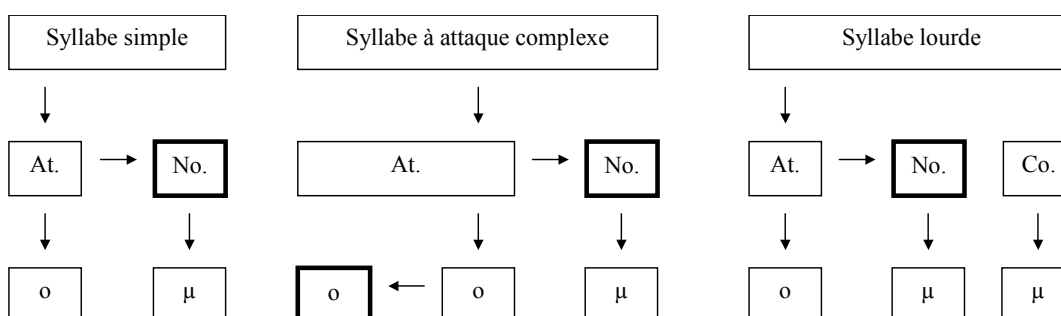 Syllabe simple Syllabe à attaque complexe Syllabe lourde
At. No. At. No. At. No. Co.
o µ o o µ o µ µ